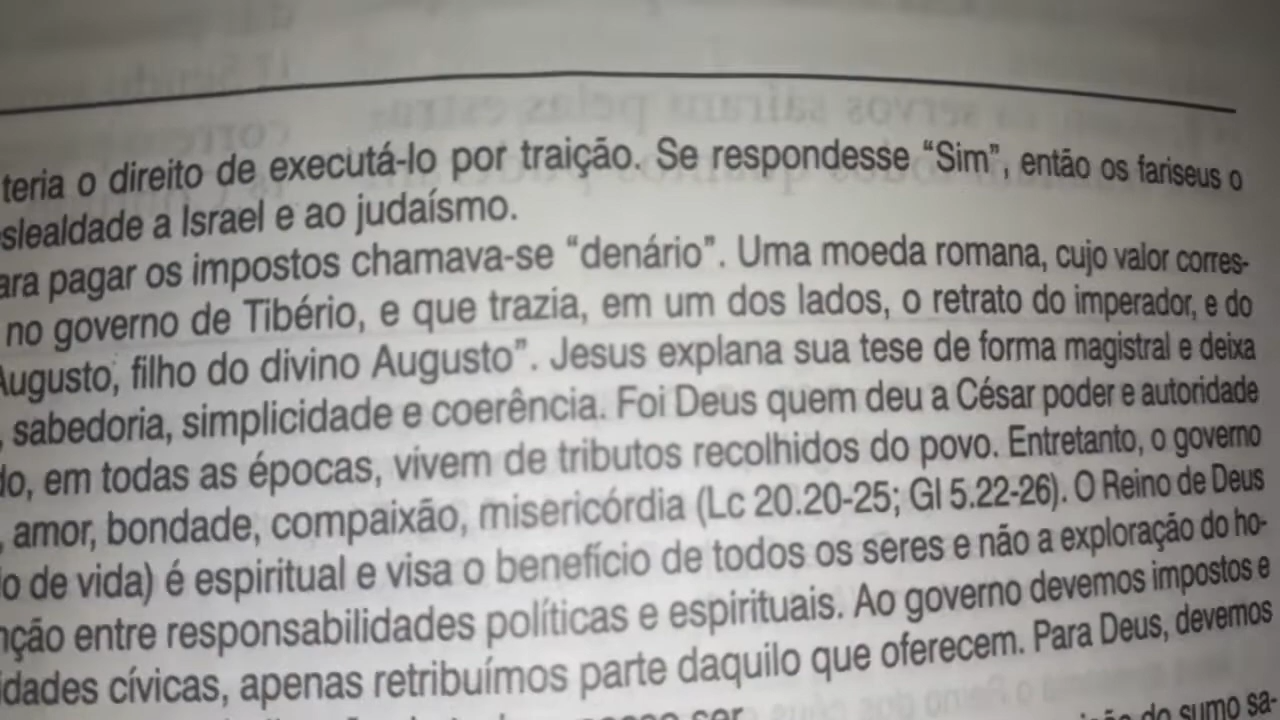 teria o direito de executá-lo por traição. Se respondesse “Sim”, então os fariseus o
slealdade a Israel e ao judaísmo.
ara pagar os impostos chamava-se “denário”. Uma moeda romana, cujo valor corres-
no governo de Tibério, e que trazia, em um dos lados, o retrato do imperador, e do
Augusto, filho do divino Augusto”. Jesus explana sua tese de forma magistral e deixa
, sabedoria, simplicidade e coerência. Foi Deus quem deu a César poder e autoridade
do, em todas as épocas, vivem de tributos recolhidos do povo. Entretanto, o governo
, amor, bondade, compaixão, misericórdia (Lc 20.20-25; Gl 5.22-26). O Reino de Deus
o de vida) é espiritual e visa o benefício de todos os seres e não a exploração do ho-
nção entre responsabilidades políticas e espirituais. Ao governo devemos impostos e
idades cívicas, apenas retribuímos parte daquilo que oferecem. Para Deus, devemos
ser
do sumo sa-